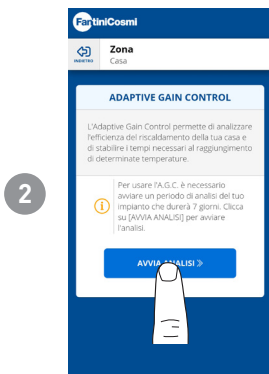 FantiniCosmi
INDIETRO
Zona
Casa
ADAPTIVE GAIN CONTROL
L'Adaptive Gain Control permette di analizzare
l'efficienza del riscaldamento della tua casa e
di stabilire i tempi necessari al raggiungimento
di determinate temperature.
2
Per usare l'A.G.C. è necessario
avviare un periodo di analisi del tuo
impianto che durerà 7 giorni. Clicca
su [AVVIA ANALISI] per avviare
l'analisi.
AVVIA ANALISI »